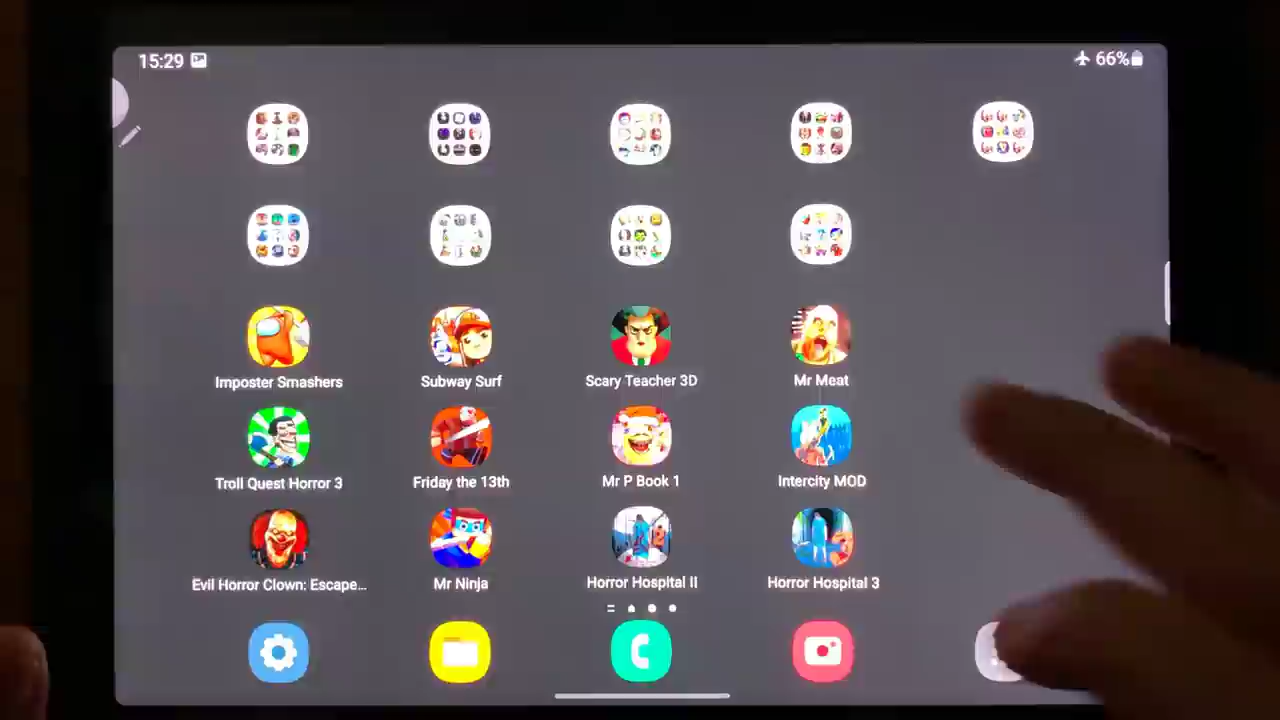 15:29
66%
Imposter Smashers
Subway Surf
Scary Teacher 3D
Mr Meat
Troll Quest Horror 3
Friday the 13th
Mr P Book 1
Intercity MOD
Evil Horror Clown: Escape...
Mr Ninja
Horror Hospital II
Horror Hospital 3